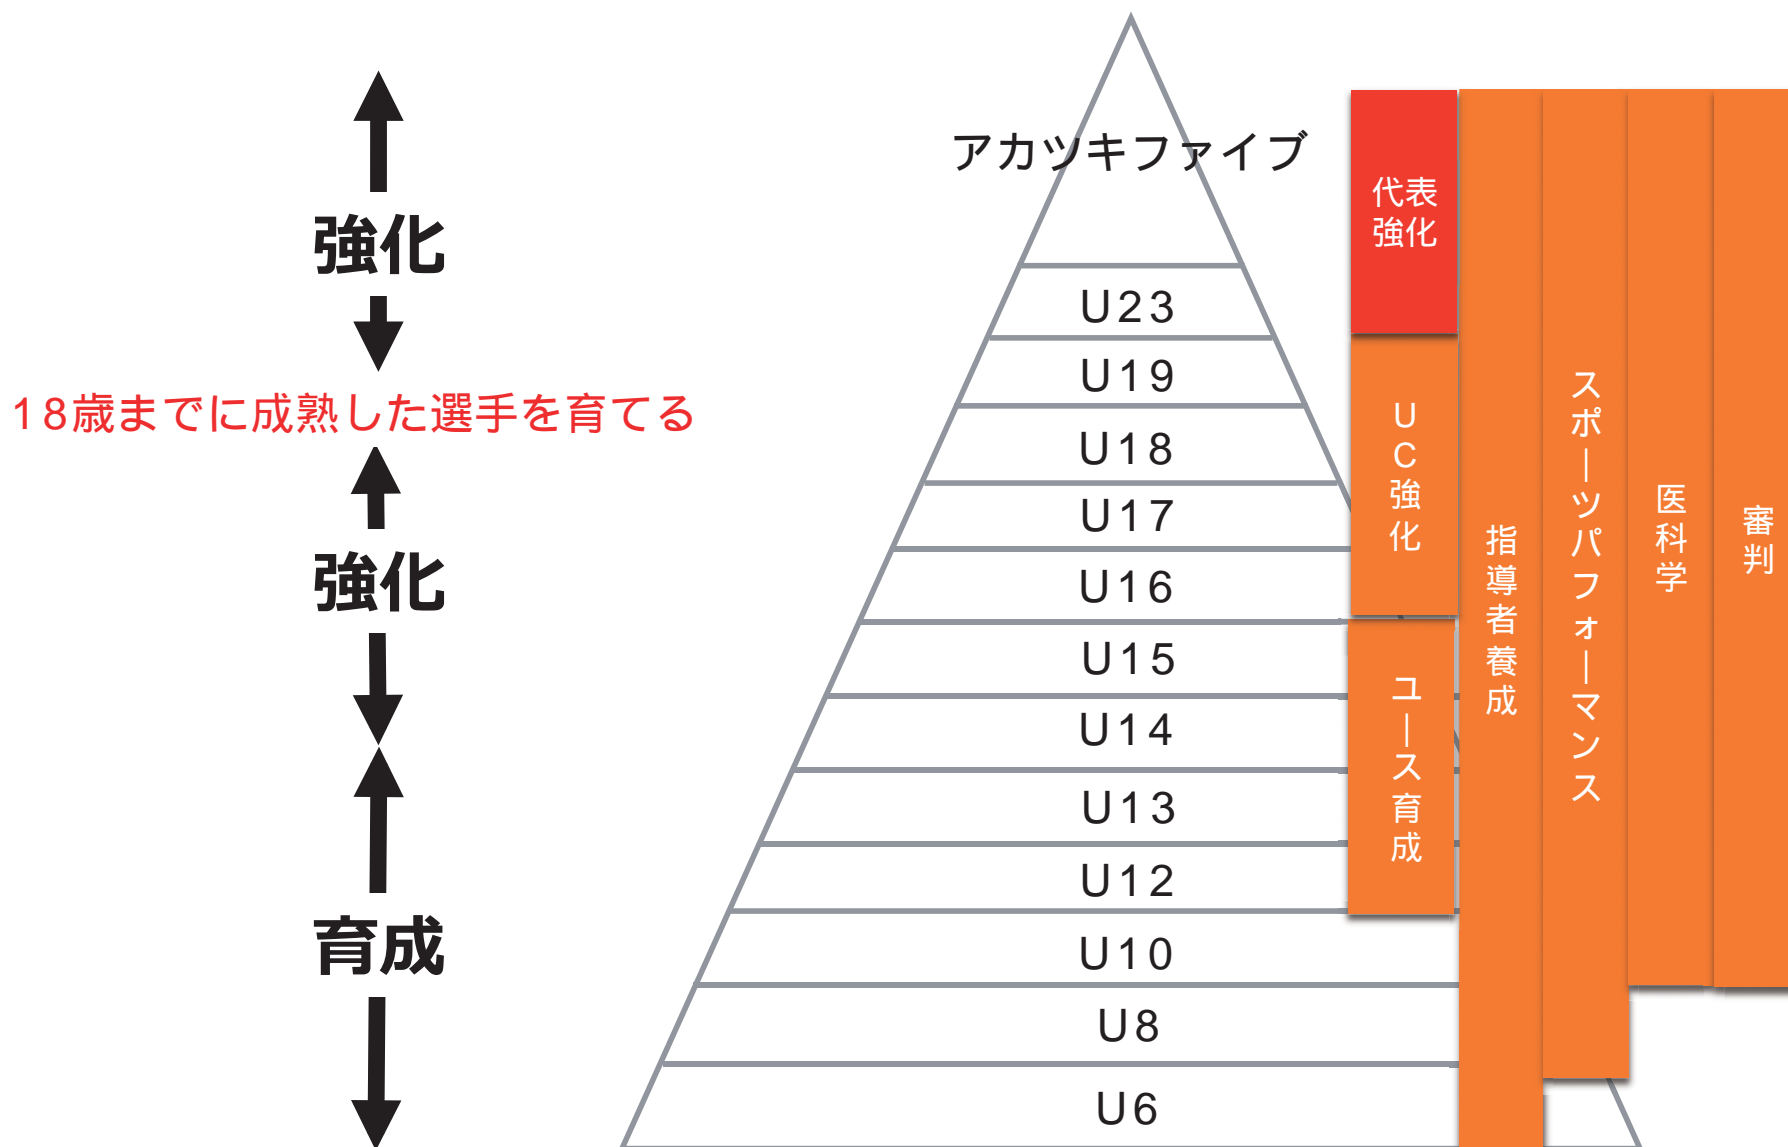 強化
18歳までに成熟した選手を育てる
強化
育成
アカツキファイブ
U23
U19
U18
U17
U16
U15
U14
U13
U12
U10
U8
U6
代表
強化
UC強化
ユース育成
指導者養成
スポーツパフォーマンス
医科学
審判